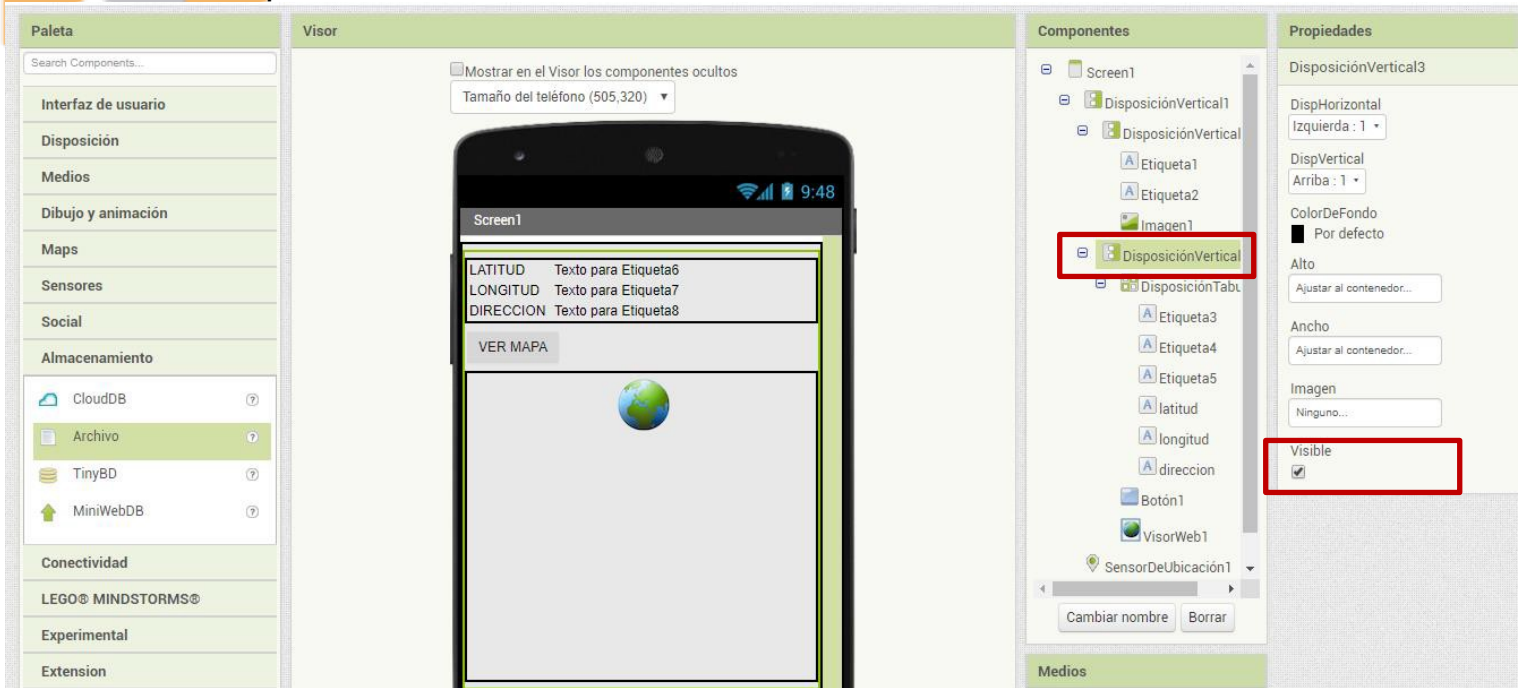 Paleta
Search Components...
Interfaz de usuario
Disposición
Medios
Dibujo y animación
Maps
Sensores
Social
Almacenamiento
CloudDB
Archivo
TinyBD
MiniWebDB
Conectividad
LEGO® MINDSTORMS®
Experimental
Extension
Visor
Mostrar en el Visor los componentes ocultos
Tamaño del teléfono (505,320)
9:48
Screen1
LATITUD Texto para Etiqueta6
LONGITUD Texto para Etiqueta7
DIRECCION Texto para Etiqueta8
VER MAPA
Componentes
Screen1
DisposiciónVertical1
DisposiciónVertical
Etiqueta1
Etiqueta2
Imagen1
DisposiciónVertical
DisposiciónTabu
Etiqueta3
Etiqueta4
Etiqueta5
latitud
longitud
direccion
Botón1
VisorWeb1
SensorDeUbicación1
Cambiar nombre Borrar
Medios
Propiedades
DisposiciónVertical3
DispHorizontal
Izquierda : 1
DispVertical
Arriba : 1
ColorDeFondo
Por defecto
Alto
Ajustar al contenedor...
Ancho
Ajustar al contenedor...
Imagen
Ninguno...
Visible